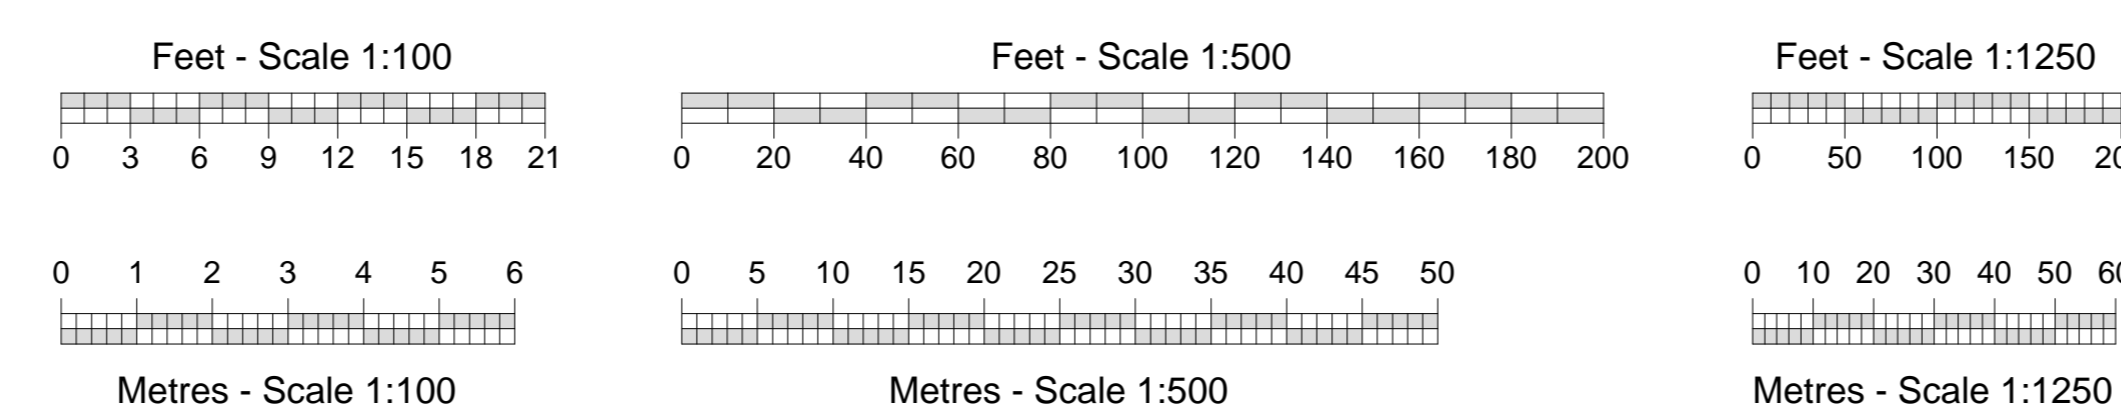 Feet - Scale 1:100
0 3 6 9 12 15 18 21
0 1 2 3 4 5 6
Metres - Scale 1:100
Feet - Scale 1:500
0 20 40 60 80 100 120 140 160 180 200
0 5 10 15 20 25 30 35 40 45 50
Metres - Scale 1:500
Feet - Scale 1:1250
0 50 100 150
0 10 20 30 40 50
Metres - Scale 1:1250